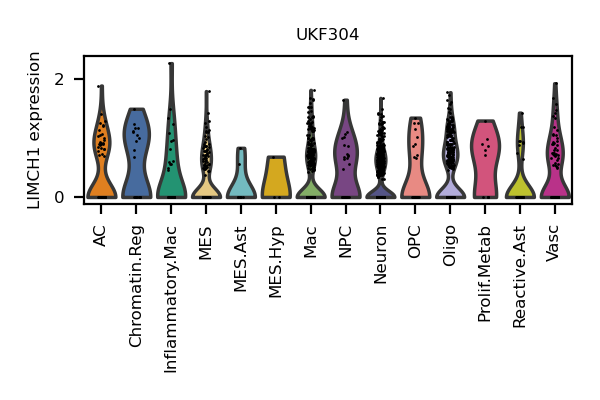 UKF304
LIMCH1 expression
2
0
AC
Chromatin.Reg
Inflammatory.Mac
MES
MES.Ast
MES.Hyp
Mac
NPC
Neuron
OPC
Oligo
Prolif.Metab
Reactive.Ast
Vasc